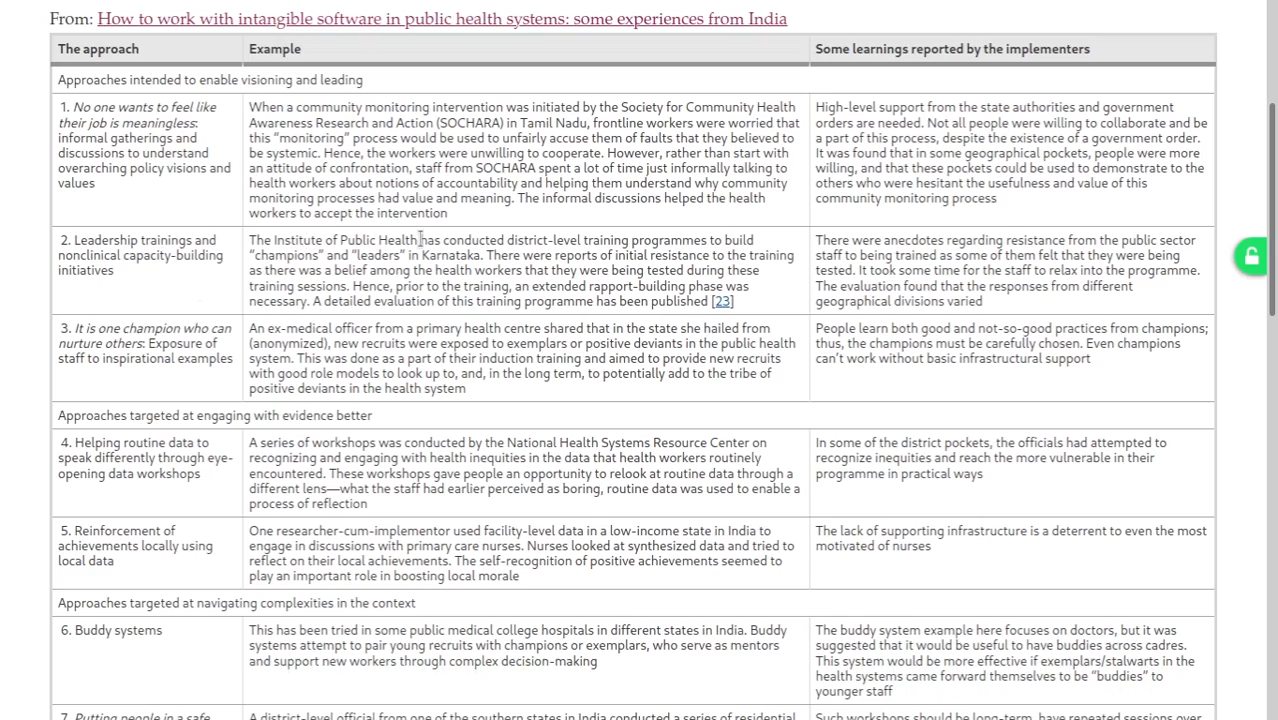 From: How to work with intangible software in public health systems: some experiences from India
The approach
Example
Some learnings reported by the implementers
Approaches intended to enable visioning and leading
1. No one wants to feel like
their job is meaningless:
informal gatherings and
discussions to understand
overarching policy visions and
values
When a community monitoring intervention was initiated by the Society for Community Health
Awareness Research and Action (SOCHARA) in Tamil Nadu, frontline workers were worried that
this “monitoring” process would be used to unfairly accuse them of faults that they believed to
be systemic. Hence, the workers were unwilling to cooperate. However, rather than start with
an attitude of confrontation, staff from SOCHARA spent a lot of time just informally talking to
health workers about notions of accountability and helping them understand why community
monitoring processes had value and meaning. The informal discussions helped the health
workers to accept the intervention
High-level support from the state authorities and government
orders are needed. Not all people were willing to collaborate and be
a part of this process, despite the existence of a government order.
It was found that in some geographical pockets, people were more
willing, and that these pockets could be used to demonstrate to the
others who were hesitant the usefulness and value of this
community monitoring process
2. Leadership trainings and
nonclinical capacity-building
initiatives
The Institute of Public Health has conducted district-level training programmes to build
“champions” and “leaders” in Karnataka. There were reports of initial resistance to the training
as there was a belief among the health workers that they were being tested during these
training sessions. Hence, prior to the training, an extended rapport-building phase was
necessary. A detailed evaluation of this training programme has been published [23]
There were anecdotes regarding resistance from the public sector
staff to being trained as some of them felt that they were being
tested. It took some time for the staff to relax into the programme.
The evaluation found that the responses from different
geographical divisions varied
3. It is one champion who can
nurture others: Exposure of
staff to inspirational examples
An ex-medical officer from a primary health centre shared that in the state she hailed from
(anonymized), new recruits were exposed to exemplars or positive deviants in the public health
system. This was done as a part of their induction training and aimed to provide new recruits
with good role models to look up to, and, in the long term, to potentially add to the tribe of
positive deviants in the health system
People learn both good and not-so-good practices from champions;
thus, the champions must be carefully chosen. Even champions
can’t work without basic infrastructural support
Approaches targeted at engaging with evidence better
4. Helping routine data to
speak differently through eye-
opening data workshops
A series of workshops was conducted by the National Health Systems Resource Center on
recognizing and engaging with health inequities in the data that health workers routinely
encountered. These workshops gave people an opportunity to relook at routine data through a
different lens—what the staff had earlier perceived as boring, routine data was used to enable a
process of reflection
In some of the district pockets, the officials had attempted to
recognize inequities and reach the more vulnerable in their
programme in practical ways
5. Reinforcement of
achievements locally using
local data
One researcher-cum-implementor used facility-level data in a low-income state in India to
engage in discussions with primary care nurses. Nurses looked at synthesized data and tried to
reflect on their local achievements. The self-recognition of positive achievements seemed to
play an important role in boosting local morale
The lack of supporting infrastructure is a deterrent to even the most
motivated of nurses
Approaches targeted at navigating complexities in the context
6. Buddy systems
This has been tried in some public medical college hospitals in different states in India. Buddy
systems attempt to pair young recruits with champions or exemplars, who serve as mentors
and support new workers through complex decision-making
The buddy system example here focuses on doctors, but it was
suggested that it would be useful to have buddies across cadres.
This system would be more effective if exemplars/stalwarts in the
health systems came forward themselves to be “buddies” to
younger staff
7. Putting people in a safe
A district-level official from one of the southern states in India conducted a series of residential
Such workshops should be long-term, have repeated sessions over